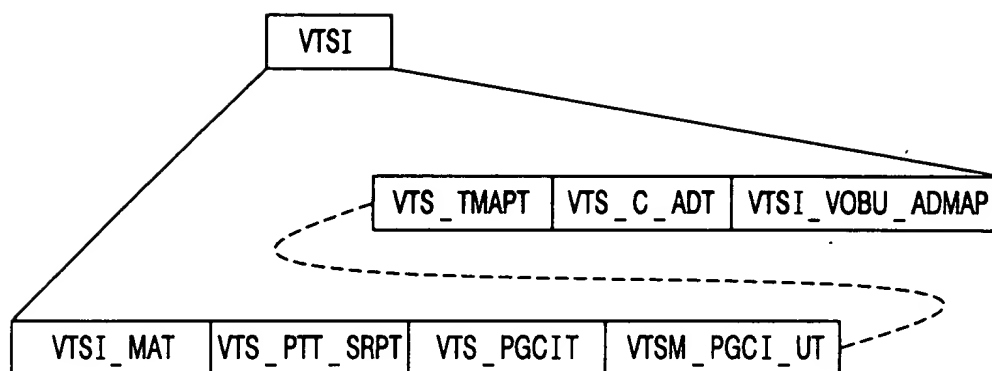 VTSI
VTS_TMAPT VTS_C_ADT VTSI_VOBU_ADMAP
VTSI_MAT VTS_PTT_SRPT VTS_PGCIT VTSM_PGCI_UT